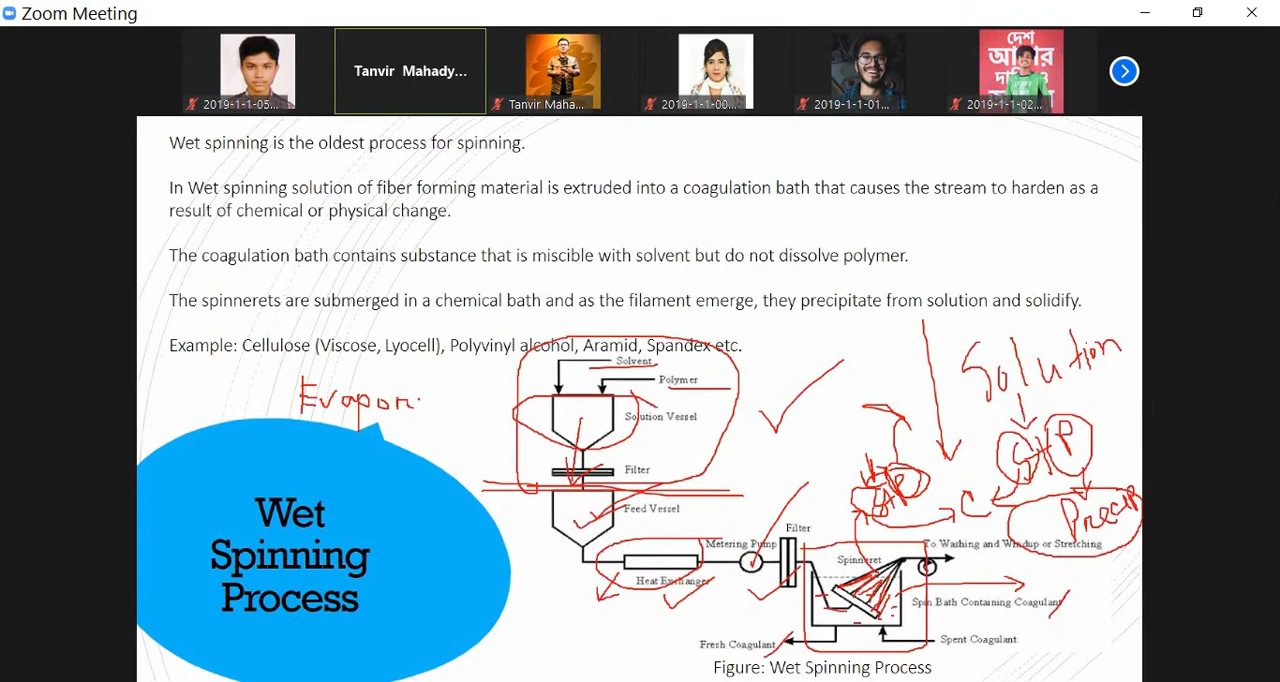 Zoom Meeting
দেশ
আমার
Tanvir Mahady...
2019-1-1-05...
Tanvir Maha...
2019-1-1-00...
2019-1-1-01...
2019-1-1-02...
Wet spinning is the oldest process for spinning.
In Wet spinning solution of fiber forming material is extruded into a coagulation bath that causes the stream to harden as a
result of chemical or physical change.
The coagulation bath contains substance that is miscible with solvent but do not dissolve polymer.
The spinnerets are submerged in a chemical bath and as the filament emerge, they precipitate from solution and solidify.
Example: Cellulose (Viscose, Lyocell), Polyvinyl alcohol, Aramid, Spandex etc.
Solvent
Polymer
Solution Vessel
Filter
Feed Vessel
Heat Exchanger
Metering Pump
Filter
Spinneret
To Washing and Windup or Stretching
Spin Bath Containing Coagulant
Fresh Coagulant
Spent Coagulant
Figure: Wet Spinning Process
Evapori
Solution
S+P
S+P
C
Precip
Wet
Spinning
Process